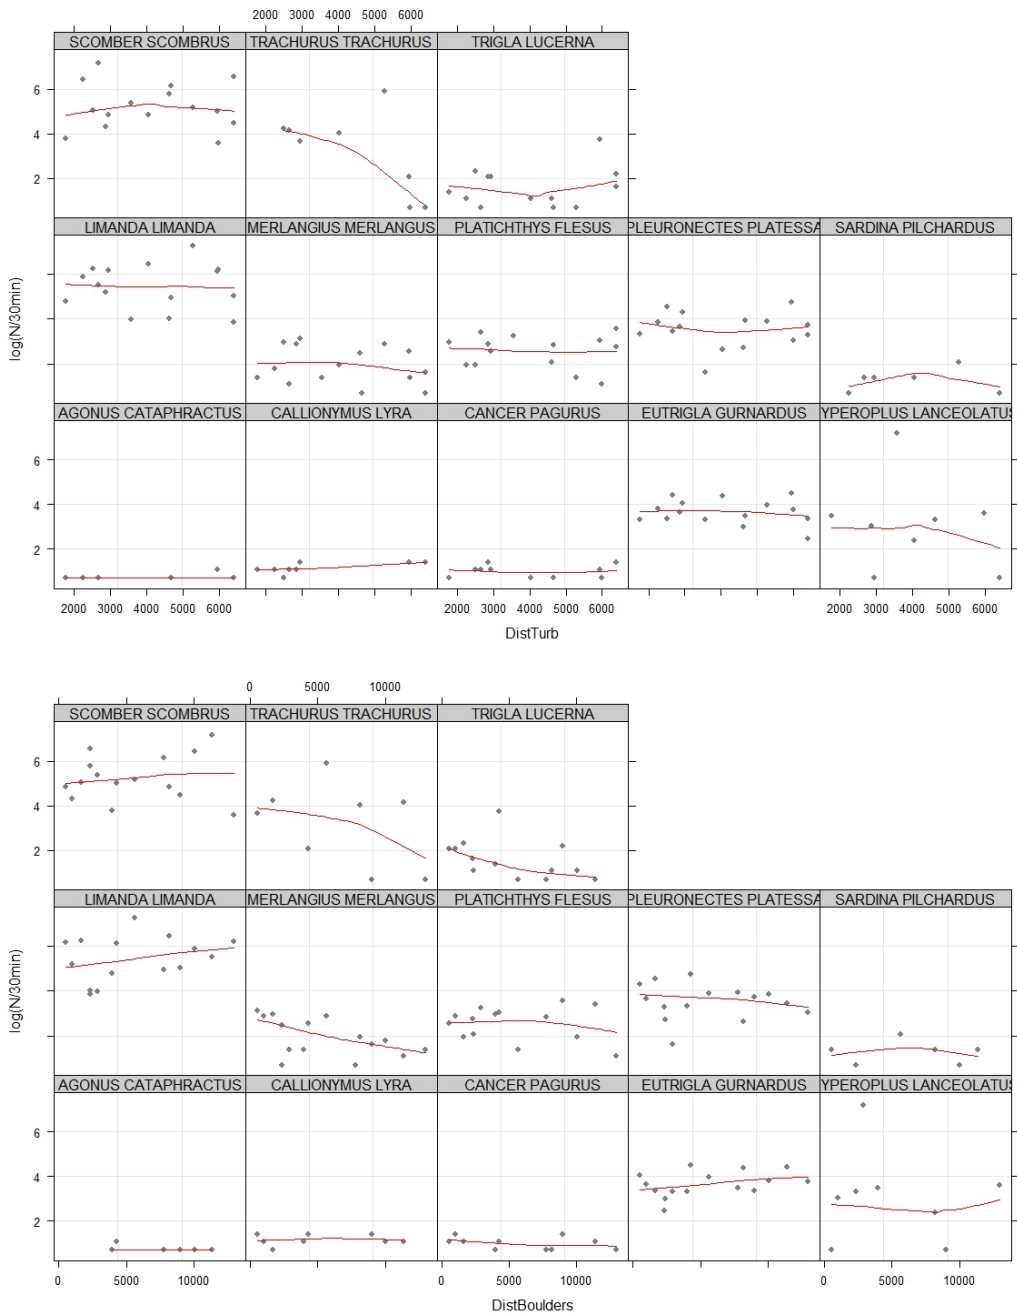 2000 3000 4000 5000 6000
SCOMBER SCOMBRUS TRACHURUS TRACHURUS TRIGLA LUCERNA
6
4
2
LIMANDA LIMANDA MERLANGIUS MERLANGUS PLATICHTHYS FLESUS PLEURONECTES PLATESSA SARDINA PILCHARDUS
log(N/30min)
AGONUS CATAPHRACTUS CALLIONYMUS LYRA CANCER PAGURUS EUTRIGLA GURNARDUS YPEROPLUS LANCEOLATUS
6
4
2
2000 3000 4000 5000 6000 2000 3000 4000 5000 6000 2000 3000 4000 5000 6000
DistTurb
0 5000 10000
SCOMBER SCOMBRUS TRACHURUS TRACHURUS TRIGLA LUCERNA
6
4
2
LIMANDA LIMANDA MERLANGIUS MERLANGUS PLATICHTHYS FLESUS PLEURONECTES PLATESSA SARDINA PILCHARDUS
log(N/30min)
AGONUS CATAPHRACTUS CALLIONYMUS LYRA CANCER PAGURUS EUTRIGLA GURNARDUS YPEROPLUS LANCEOLATUS
6
4
2
0 5000 10000 0 5000 10000 0 5000 10000
DistBoulders